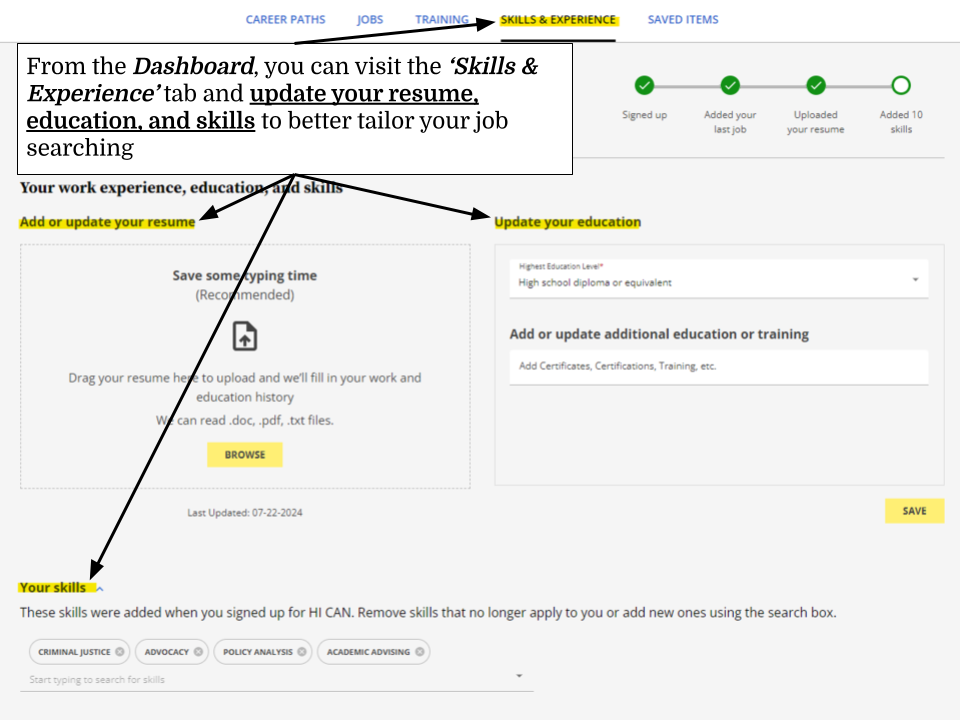 CAREER PATHS JOBS TRAINING SKILLS & EXPERIENCE SAVED ITEMS
From the Dashboard, you can visit the ‘Skills &
Experience’ tab and update your resume,
education, and skills to better tailor your job
searching
Signed up
Added your
last job
Uploaded
your resume
Added 10
skills
Your work experience, education, and skills
Add or update your resume
Save some typing time
(Recommended)
Drag your resume here to upload and we'll fill in your work and
education history
We can read .doc, .pdf, .txt files.
BROWSE
Last Updated: 07-22-2024
Update your education
Highest Education Level*
High school diploma or equivalent
Add or update additional education or training
Add Certificates, Certifications, Training, etc.
SAVE
Your skills
These skills were added when you signed up for HI CAN. Remove skills that no longer apply to you or add new ones using the search box.
CRIMINAL JUSTICE ADVOCACY POLICY ANALYSIS ACADEMIC ADVISING
Start typing to search for skills